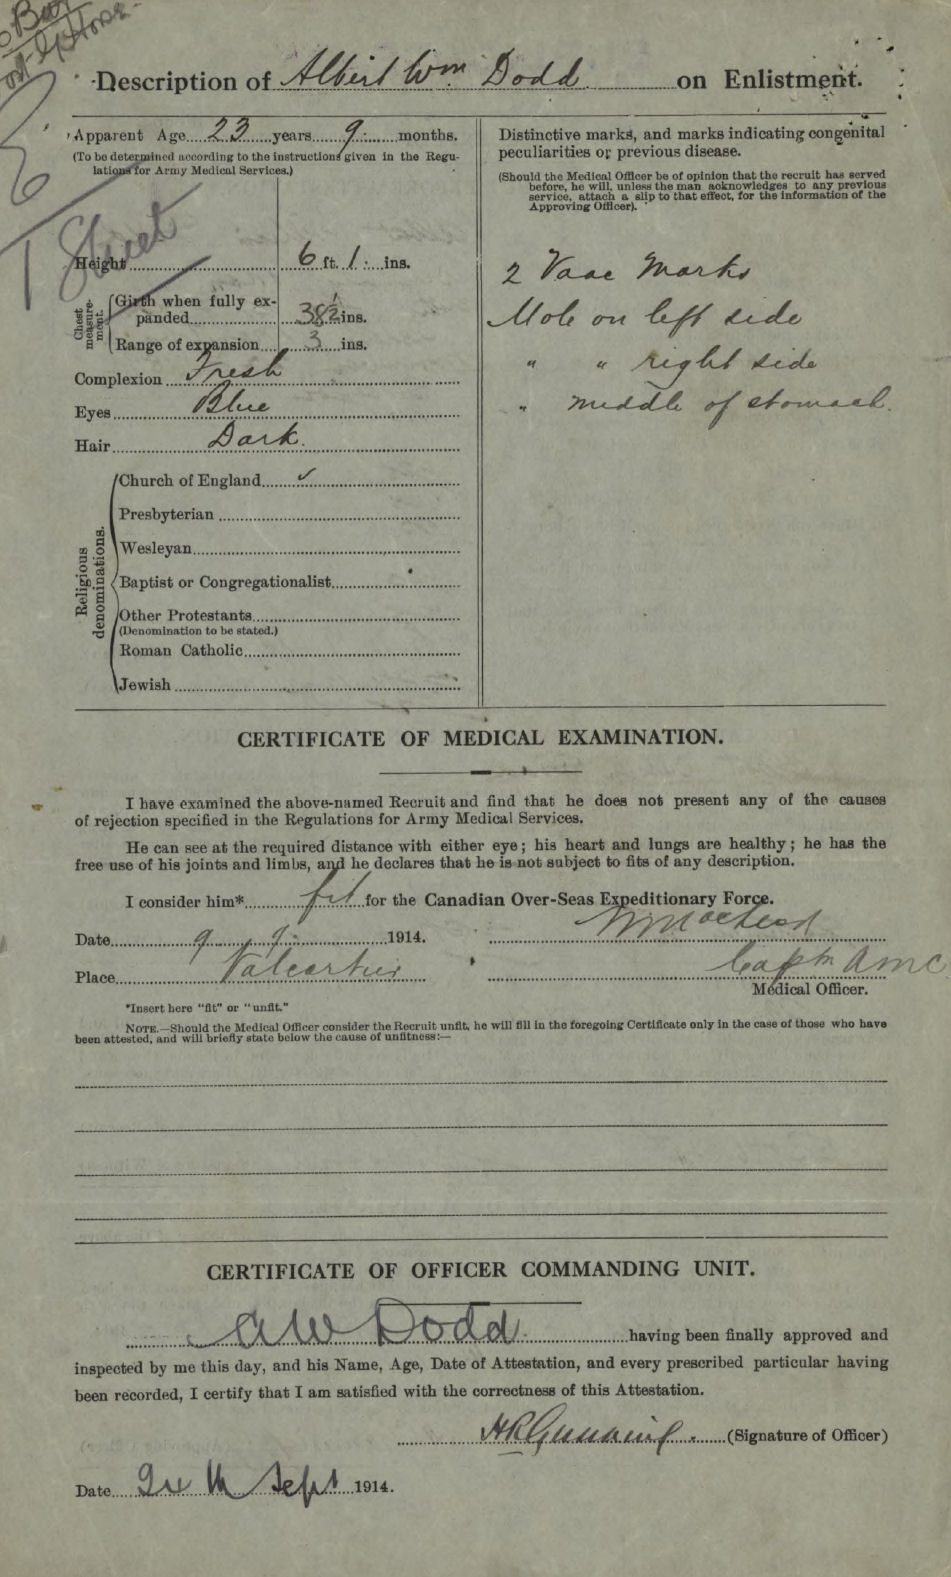 Description of Albert Wm Dodd on Enlistment.
Apparent Age 23 years 9 months.
(To be determined according to the instructions given in the Regu-
lations for Army Medical Services.)
Sheet
Height 6 ft. 1 ins.
Chest measure-ment.
Girth when fully ex-
panded 38½ ins.
Range of expansion 3 ins.
Complexion Fresh
Eyes Blue
Hair Dark.
Religious denominations.
Church of England ✓
Presbyterian
Wesleyan
Baptist or Congregationalist
Other Protestants
(Denomination to be stated.)
Roman Catholic
Jewish
Distinctive marks, and marks indicating congenital
peculiarities or previous disease.
(Should the Medical Officer be of opinion that the recruit has served
before, he will, unless the man acknowledges to any previous
service, attach a slip to that effect, for the information of the
Approving Officer).
2 Vacc Marks
Mole on left side
" " right side
" middle of stomach.
CERTIFICATE OF MEDICAL EXAMINATION.
I have examined the above-named Recruit and find that he does not present any of the causes
of rejection specified in the Regulations for Army Medical Services.
He can see at the required distance with either eye; his heart and lungs are healthy; he has the
free use of his joints and limbs, and he declares that he is not subject to fits of any description.
I consider him* fit for the Canadian Over-Seas Expeditionary Force.
Date 9 9 1914.
Place Valcartier Captn AMC
Medical Officer.
*Insert here "fit" or "unfit."
NOTE.—Should the Medical Officer consider the Recruit unfit, he will fill in the foregoing Certificate only in the case of those who have
been attested, and will briefly state below the cause of unfitness:—
CERTIFICATE OF OFFICER COMMANDING UNIT.
A W Dodd having been finally approved and
inspected by me this day, and his Name, Age, Date of Attestation, and every prescribed particular having
been recorded, I certify that I am satisfied with the correctness of this Attestation.
(Signature of Officer)
Date Sept 1914.